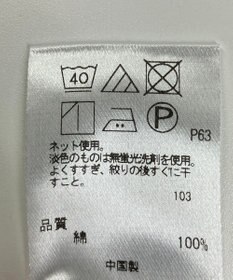 40
P
P63
ネット使用。
淡色のものは無蛍光洗剤を使用。
よくすすぎ、絞りの後すぐに干
すこと。
103
品質
綿 100%
中国製